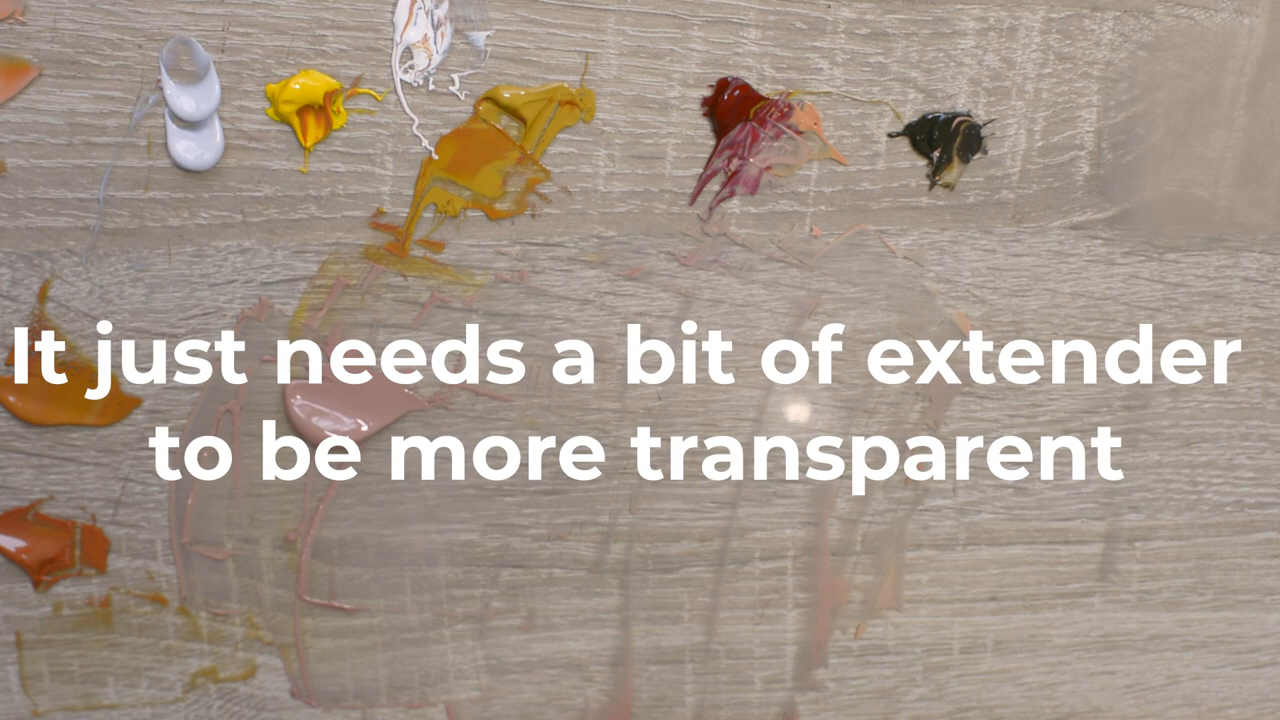 It just needs a bit of extender
to be more transparent